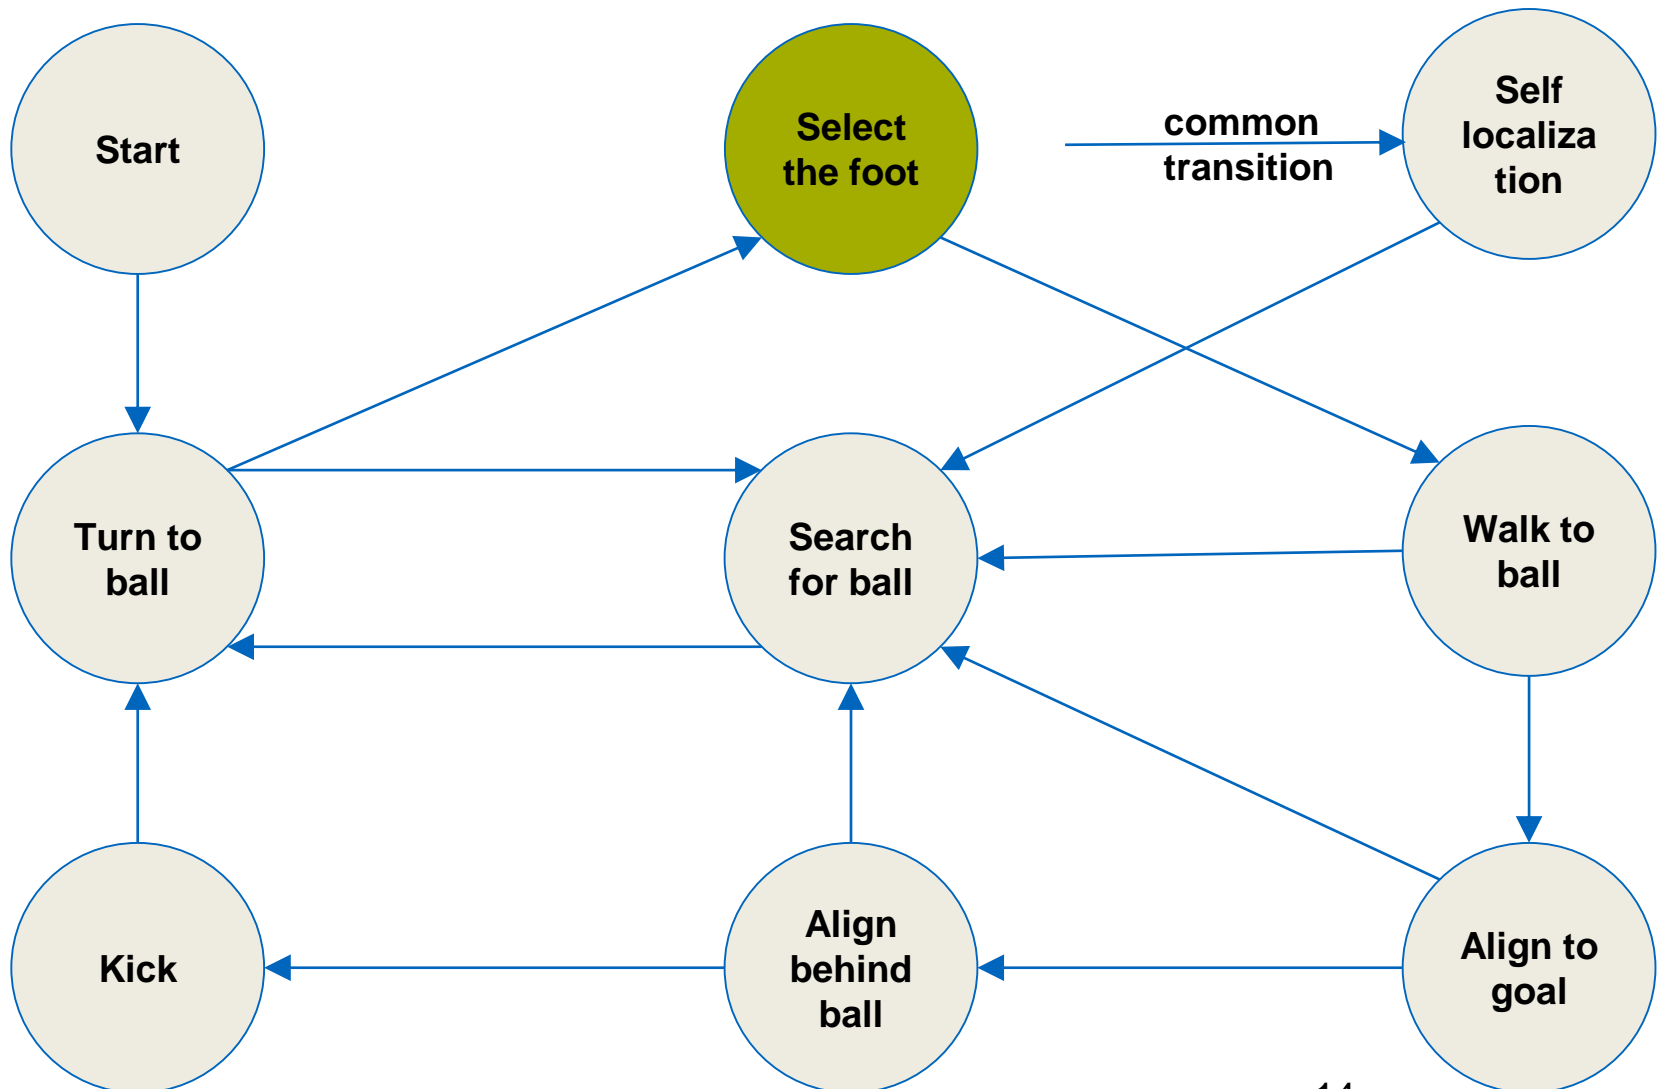 Start
Select
the foot
common
transition
Self
localiza
tion
Turn to
ball
Search
for ball
Walk to
ball
Kick
Align
behind
ball
Align to
goal